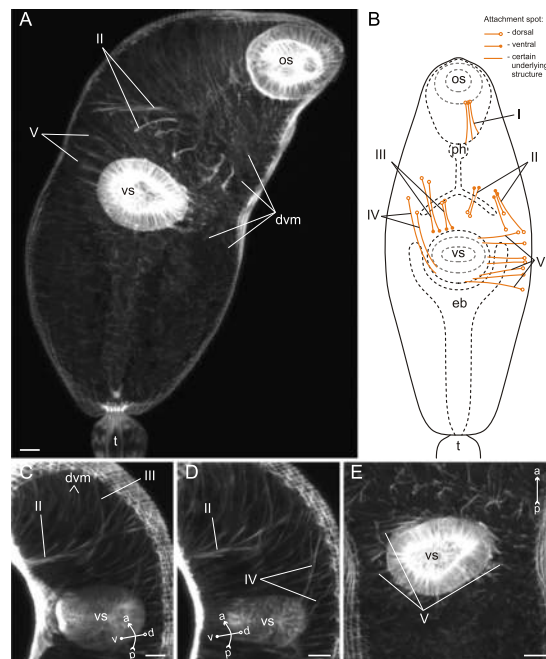 A
II
os
V
vs
dvm
t
B
Attachment spot:
- dorsal
- ventral
- certain
underlying
structure
os
I
ph
III
II
IV
vs
V
eb
t
C
dvm
III
II
vs
a
v
d
p
D
II
IV
vs
a
v
d
p
E
a
p
vs
V